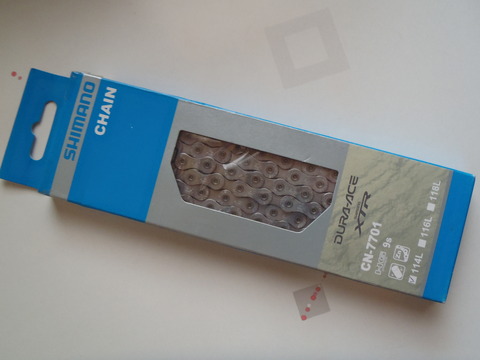 SHIMANO
CHAIN
DURA-ACE
XTR
CN-7701
9s
114L
116L
118L